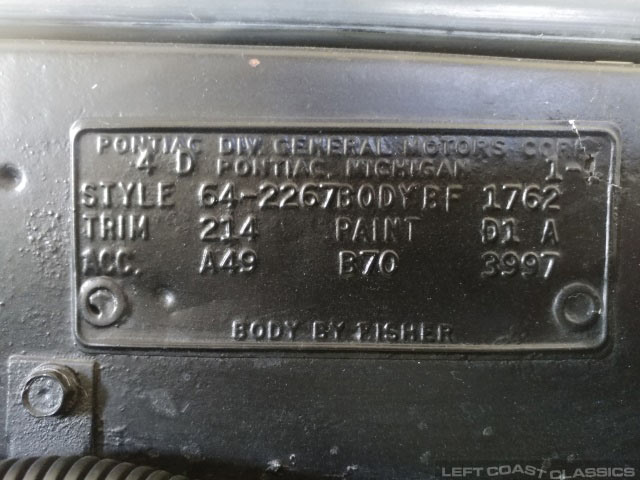 PONTIAC DIV. GENERAL MOTORS CORP.
4 D PONTIAC, MICHIGAN 1-
STYLE 64-2267 BODY BF 1762
TRIM 214 PAINT D1 A
ACC. A49 B70 3997
BODY BY FISHER
LEFT COAST CLASSICS